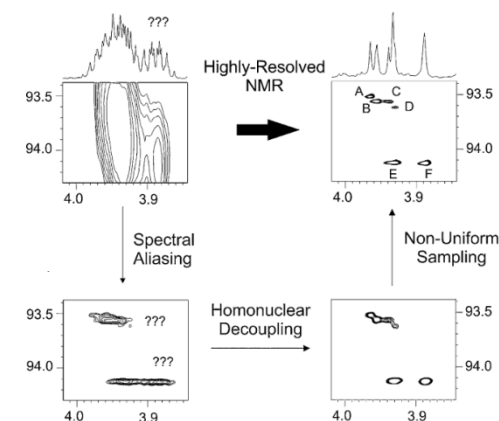 ???
Highly-Resolved
NMR
93.5
94.0
4.0
3.9
93.5
94.0
A
C
B
D
E
F
4.0
3.9
Spectral
Aliasing
Non-Uniform
Sampling
93.5
???
???
94.0
4.0
3.9
Homonuclear
Decoupling
93.5
94.0
4.0
3.9